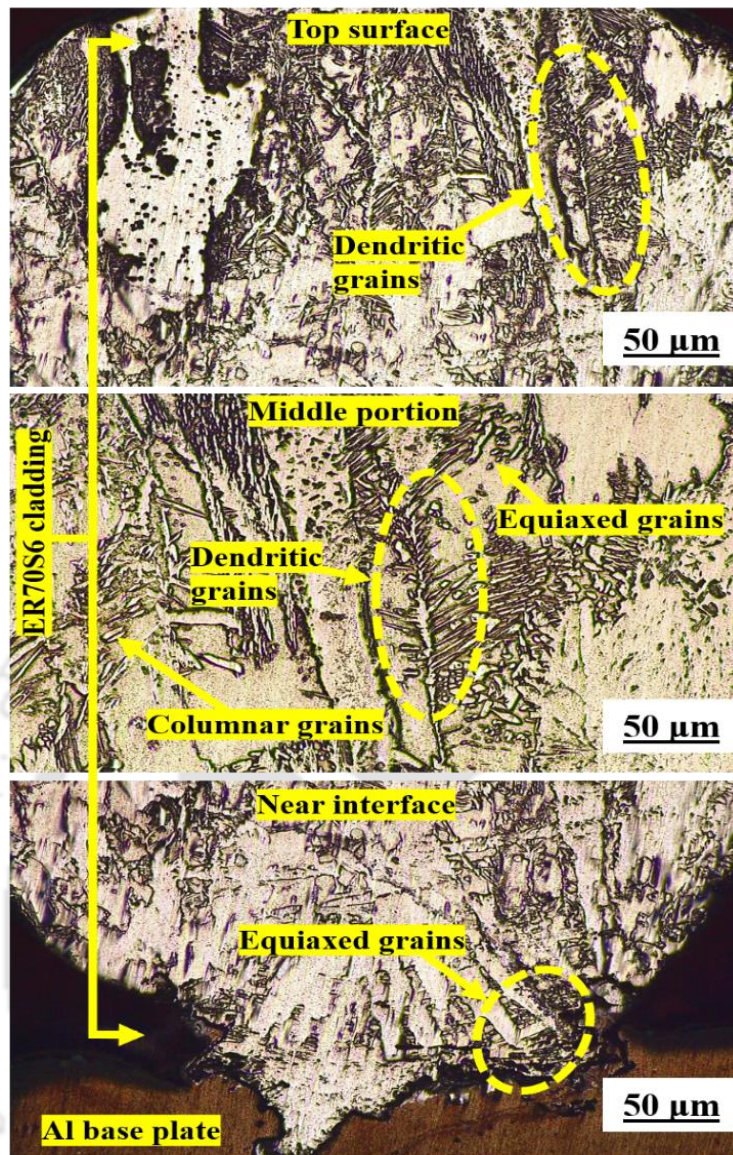 Top surface
Dendritic
grains
50 µm
ER70S6 cladding
Middle portion
Equiaxed grains
Dendritic
grains
Columnar grains
50 µm
Near interface
Equiaxed grains
50 µm
Al base plate